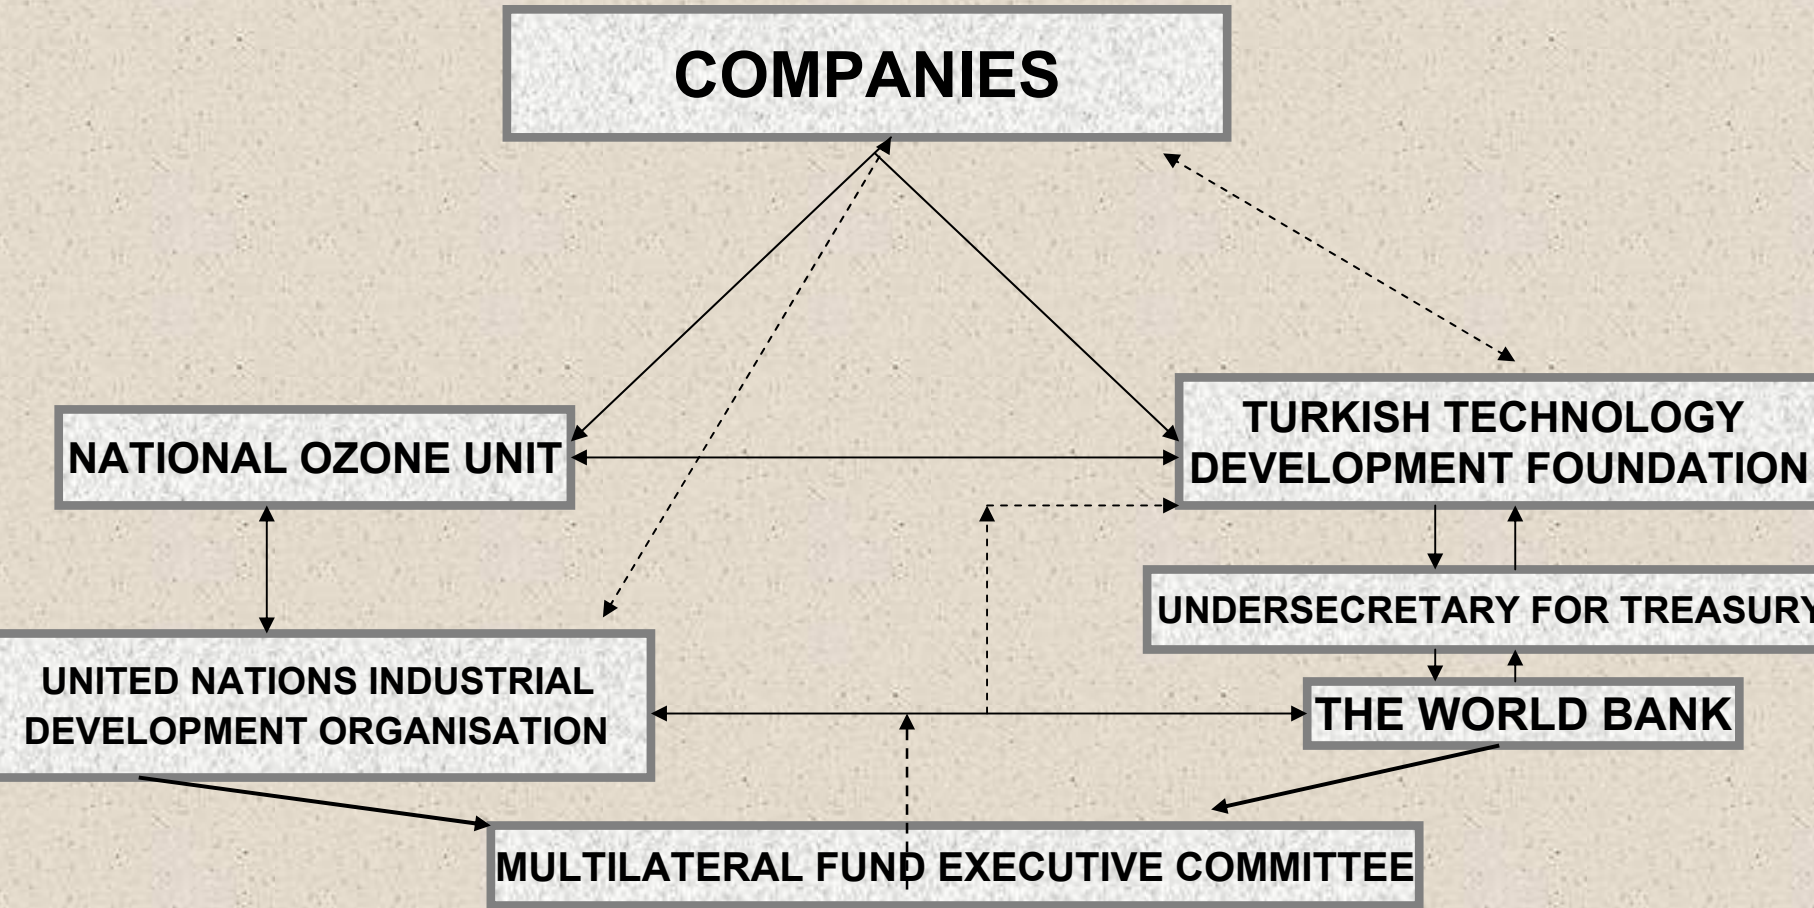 COMPANIES
NATIONAL OZONE UNIT
TURKISH TECHNOLOGY
DEVELOPMENT FOUNDATION
UNDERSECRETARY FOR TREASURY
UNITED NATIONS INDUSTRIAL
DEVELOPMENT ORGANISATION
THE WORLD BANK
MULTILATERAL FUND EXECUTIVE COMMITTEE